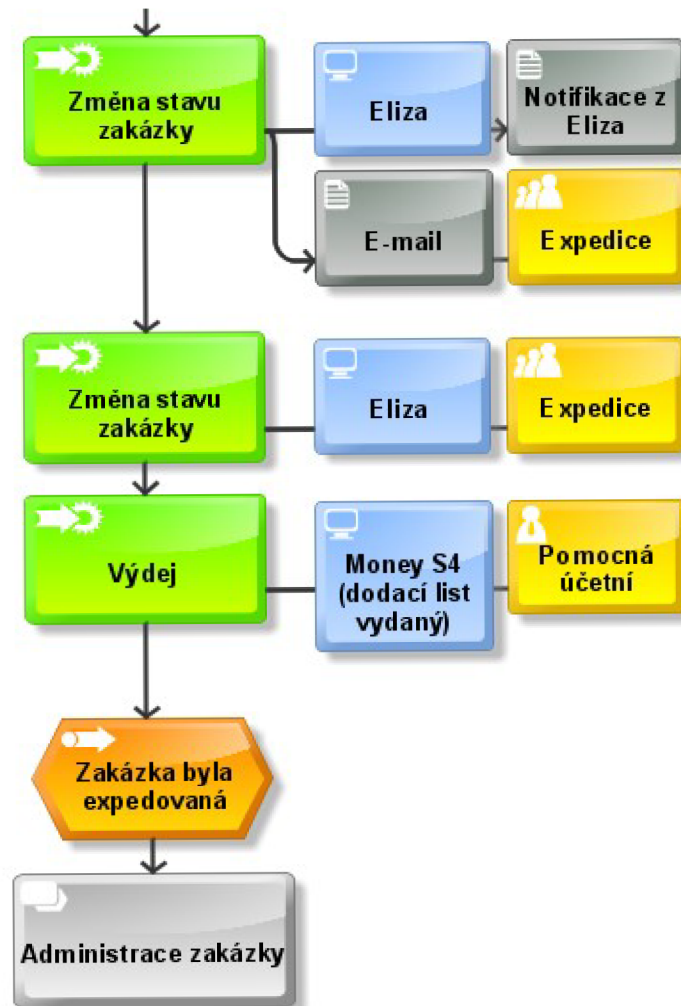 Změna stavu
zakázky
Eliza
Notifikace z
Eliza
E-mail
Expedice
Změna stavu
zakázky
Eliza
Expedice
Výdej
Money S4
(dodací list
vydaný)
Pomocná
účetní
Zakázka byla
expedovaná
Administrace zakázky